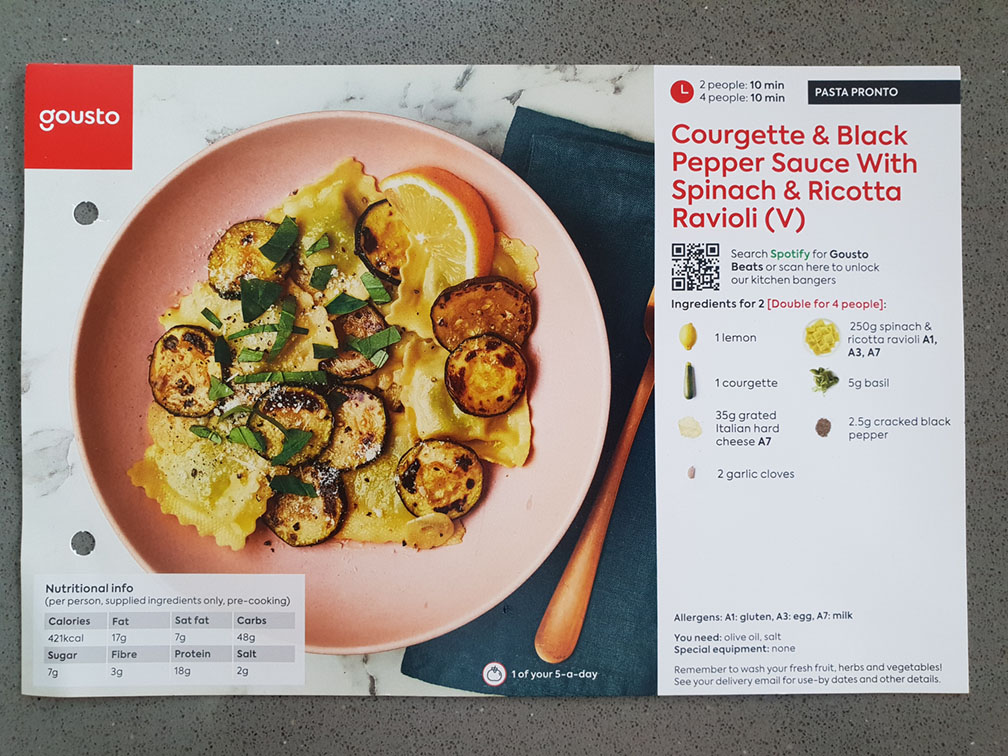 gousto
2 people: 10 min
4 people: 10 min
PASTA PRONTO
Courgette & Black
Pepper Sauce With
Spinach & Ricotta
Ravioli (V)
Search Spotify for Gousto
Beats or scan here to unlock
our kitchen bangers
Ingredients for 2 [Double for 4 people]:
1 lemon
250g spinach &
ricotta ravioli A1,
A3, A7
1 courgette
5g basil
35g grated
Italian hard
cheese A7
2.5g cracked black
pepper
2 garlic cloves
Allergens: A1: gluten, A3: egg, A7: milk
You need: olive oil, salt
Special equipment: none
Remember to wash your fresh fruit, herbs and vegetables!
See your delivery email for use-by dates and other details.
Nutritional info
(per person, supplied ingredients only, pre-cooking)
Calories Fat Sat fat Carbs
421kcal 17g 7g 48g
Sugar Fibre Protein Salt
7g 3g 18g 2g
1 of your 5-a-day